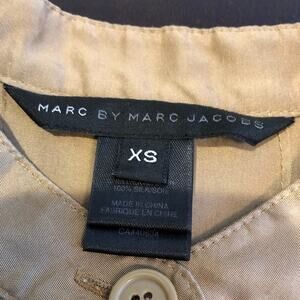 MARC BY MARC JACOBS
XS
100% SILK/SOIE
MADE IN CHINA
FABRIQUE EN CHINE